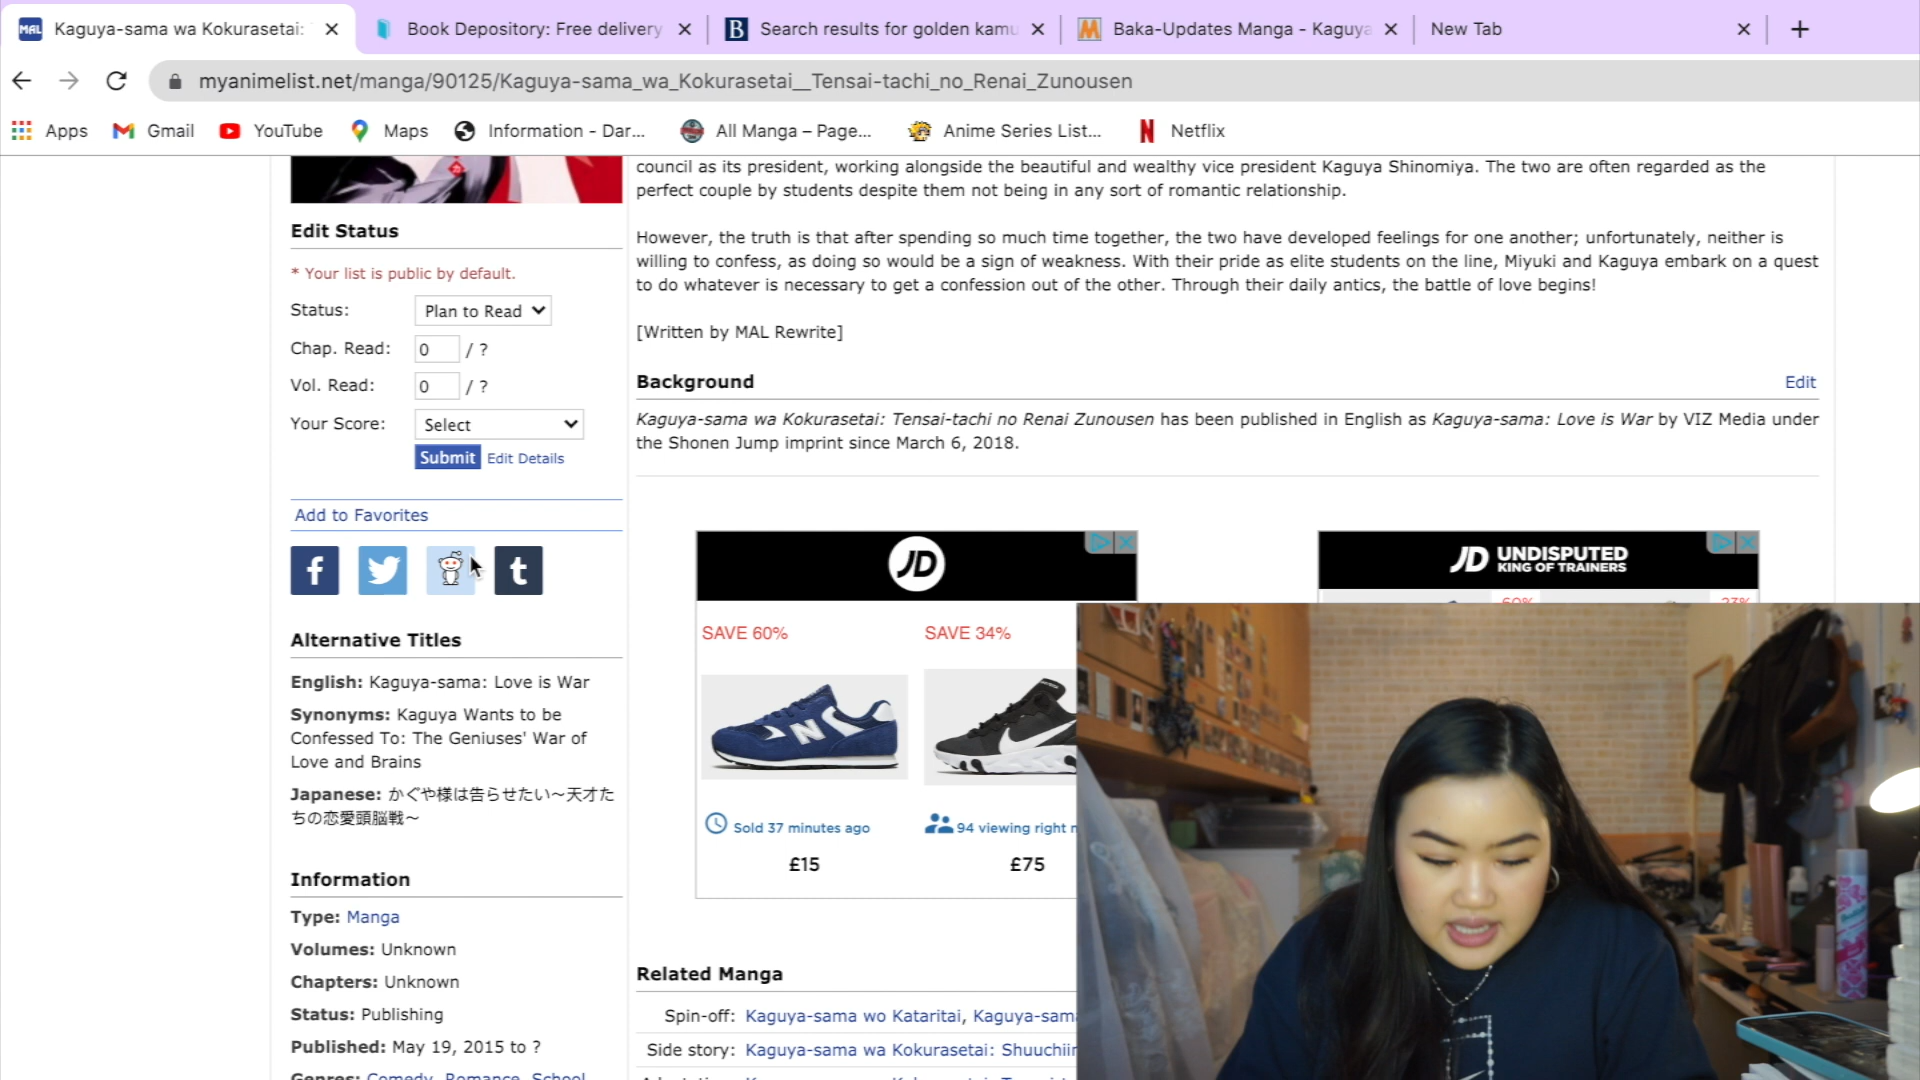 MAL Kaguya-sama wa Kokurasetai:
Book Depository: Free delivery
B Search results for golden kamu
M Baka-Updates Manga - Kaguya
New Tab
myanimelist.net/manga/90125/Kaguya-sama_wa_Kokurasetai__Tensai-tachi_no_Renai_Zunousen
Apps Gmail YouTube Maps Information - Dar... All Manga – Page... Anime Series List... Netflix
council as its president, working alongside the beautiful and wealthy vice president Kaguya Shinomiya. The two are often regarded as the
perfect couple by students despite them not being in any sort of romantic relationship.
However, the truth is that after spending so much time together, the two have developed feelings for one another; unfortunately, neither is
willing to confess, as doing so would be a sign of weakness. With their pride as elite students on the line, Miyuki and Kaguya embark on a quest
to do whatever is necessary to get a confession out of the other. Through their daily antics, the battle of love begins!
[Written by MAL Rewrite]
Background
Edit
Kaguya-sama wa Kokurasetai: Tensai-tachi no Renai Zunousen has been published in English as Kaguya-sama: Love is War by VIZ Media under
the Shonen Jump imprint since March 6, 2018.
Edit Status
* Your list is public by default.
Status: Plan to Read
Chap. Read: 0 / ?
Vol. Read: 0 / ?
Your Score: Select
Submit Edit Details
Add to Favorites
f
t
Alternative Titles
English: Kaguya-sama: Love is War
Synonyms: Kaguya Wants to be
Confessed To: The Geniuses' War of
Love and Brains
Japanese: かぐや様は告らせたい～天才た
ちの恋愛頭脳戦～
Information
Type: Manga
Volumes: Unknown
Chapters: Unknown
Status: Publishing
Published: May 19, 2015 to ?
Genres: Comedy, Romance, School
JD
SAVE 60%
SAVE 34%
N
Sold 37 minutes ago
94 viewing right n
£15
£75
JD UNDISPUTED
KING OF TRAINERS
60%
23%
Related Manga
Spin-off: Kaguya-sama wo Kataritai, Kaguya-sama
Side story: Kaguya-sama wa Kokurasetai: Shuuchiin